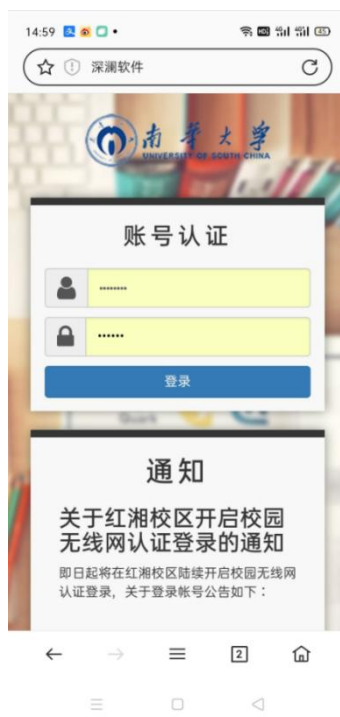 14:59
深澜软件
南华大学
UNIVERSITY OF SOUTH CHINA
账号认证
登录
通知
关于红湘校区开启校园
无线网认证登录的通知
即日起将在红湘校区陆续开启校园无线网
认证登录，关于登录帐号公告如下：
2